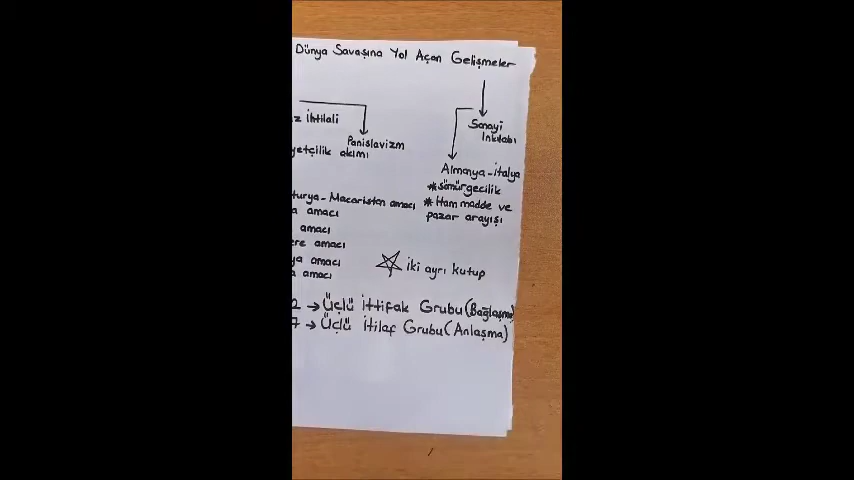 Dünya Savaşına Yol Açan Gelişmeler
z ihtilali
Panislavizm
yetçilik akımı
Sanayi
İnkılabı
Almanya-İtalya
* sömürgecilik
* Ham madde ve
pazar arayışı
turya-Macaristan amacı
a amacı
amacı
ere amacı
ya amacı
a amacı
iki ayrı kutup
2 → Üçlü İttifak Grubu (Bağlaşma)
7 → Üçlü İtilaf Grubu (Anlaşma)